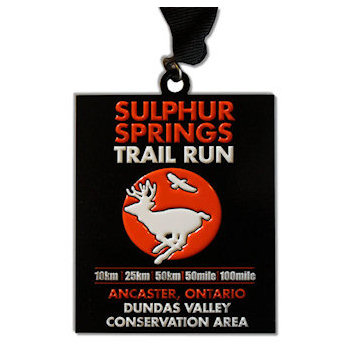 SULPHUR
SPRINGS
TRAIL RUN
10km | 25km | 50km | 50mile | 100mile
ANCASTER, ONTARIO
DUNDAS VALLEY
CONSERVATION AREA